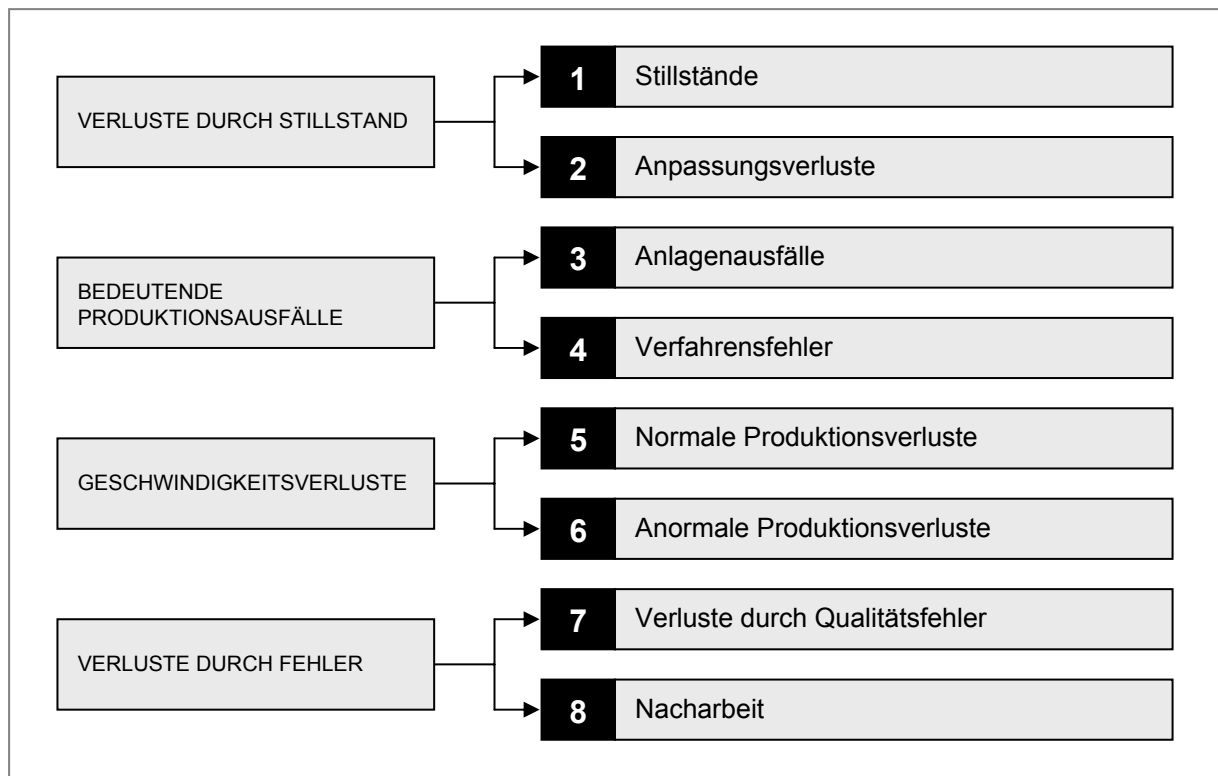 VERLUSTE DURCH STILLSTAND
1 Stillstände
2 Anpassungsverluste
BEDEUTENDE
PRODUKTIONSAUSFÄLLE
3 Anlagenausfälle
4 Verfahrensfehler
GESCHWINDIGKEITSVERLUSTE
5 Normale Produktionsverluste
6 Anormale Produktionsverluste
VERLUSTE DURCH FEHLER
7 Verluste durch Qualitätsfehler
8 Nacharbeit